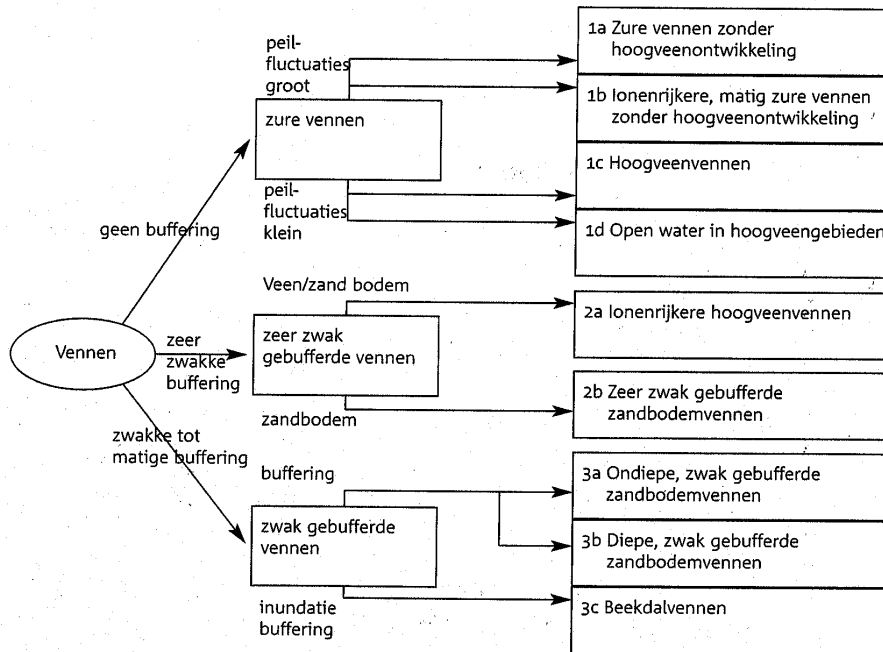 peil-
fluctuaties
groot
zure vennen
peil-
fluctuaties
klein
geen buffering
1a Zure vennen zonder
hoogveenontwikkeling
1b Ionenrijkere, matig zure vennen
zonder hoogveenontwikkeling
1c Hoogveenvennen
1d Open water in hoogveengebieden
Vennen
zeer
zwakke
buffering
Veen/zand bodem
zeer zwak
gebufferde vennen
zandbodem
2a Ionenrijkere hoogveenvennen
2b Zeer zwak gebufferde
zandbodemvennen
zwakke tot
matige buffering
buffering
zwak gebufferde
vennen
inundatie
buffering
3a Ondiepe, zwak gebufferde
zandbodemvennen
3b Diepe, zwak gebufferde
zandbodemvennen
3c Beekdalvennen